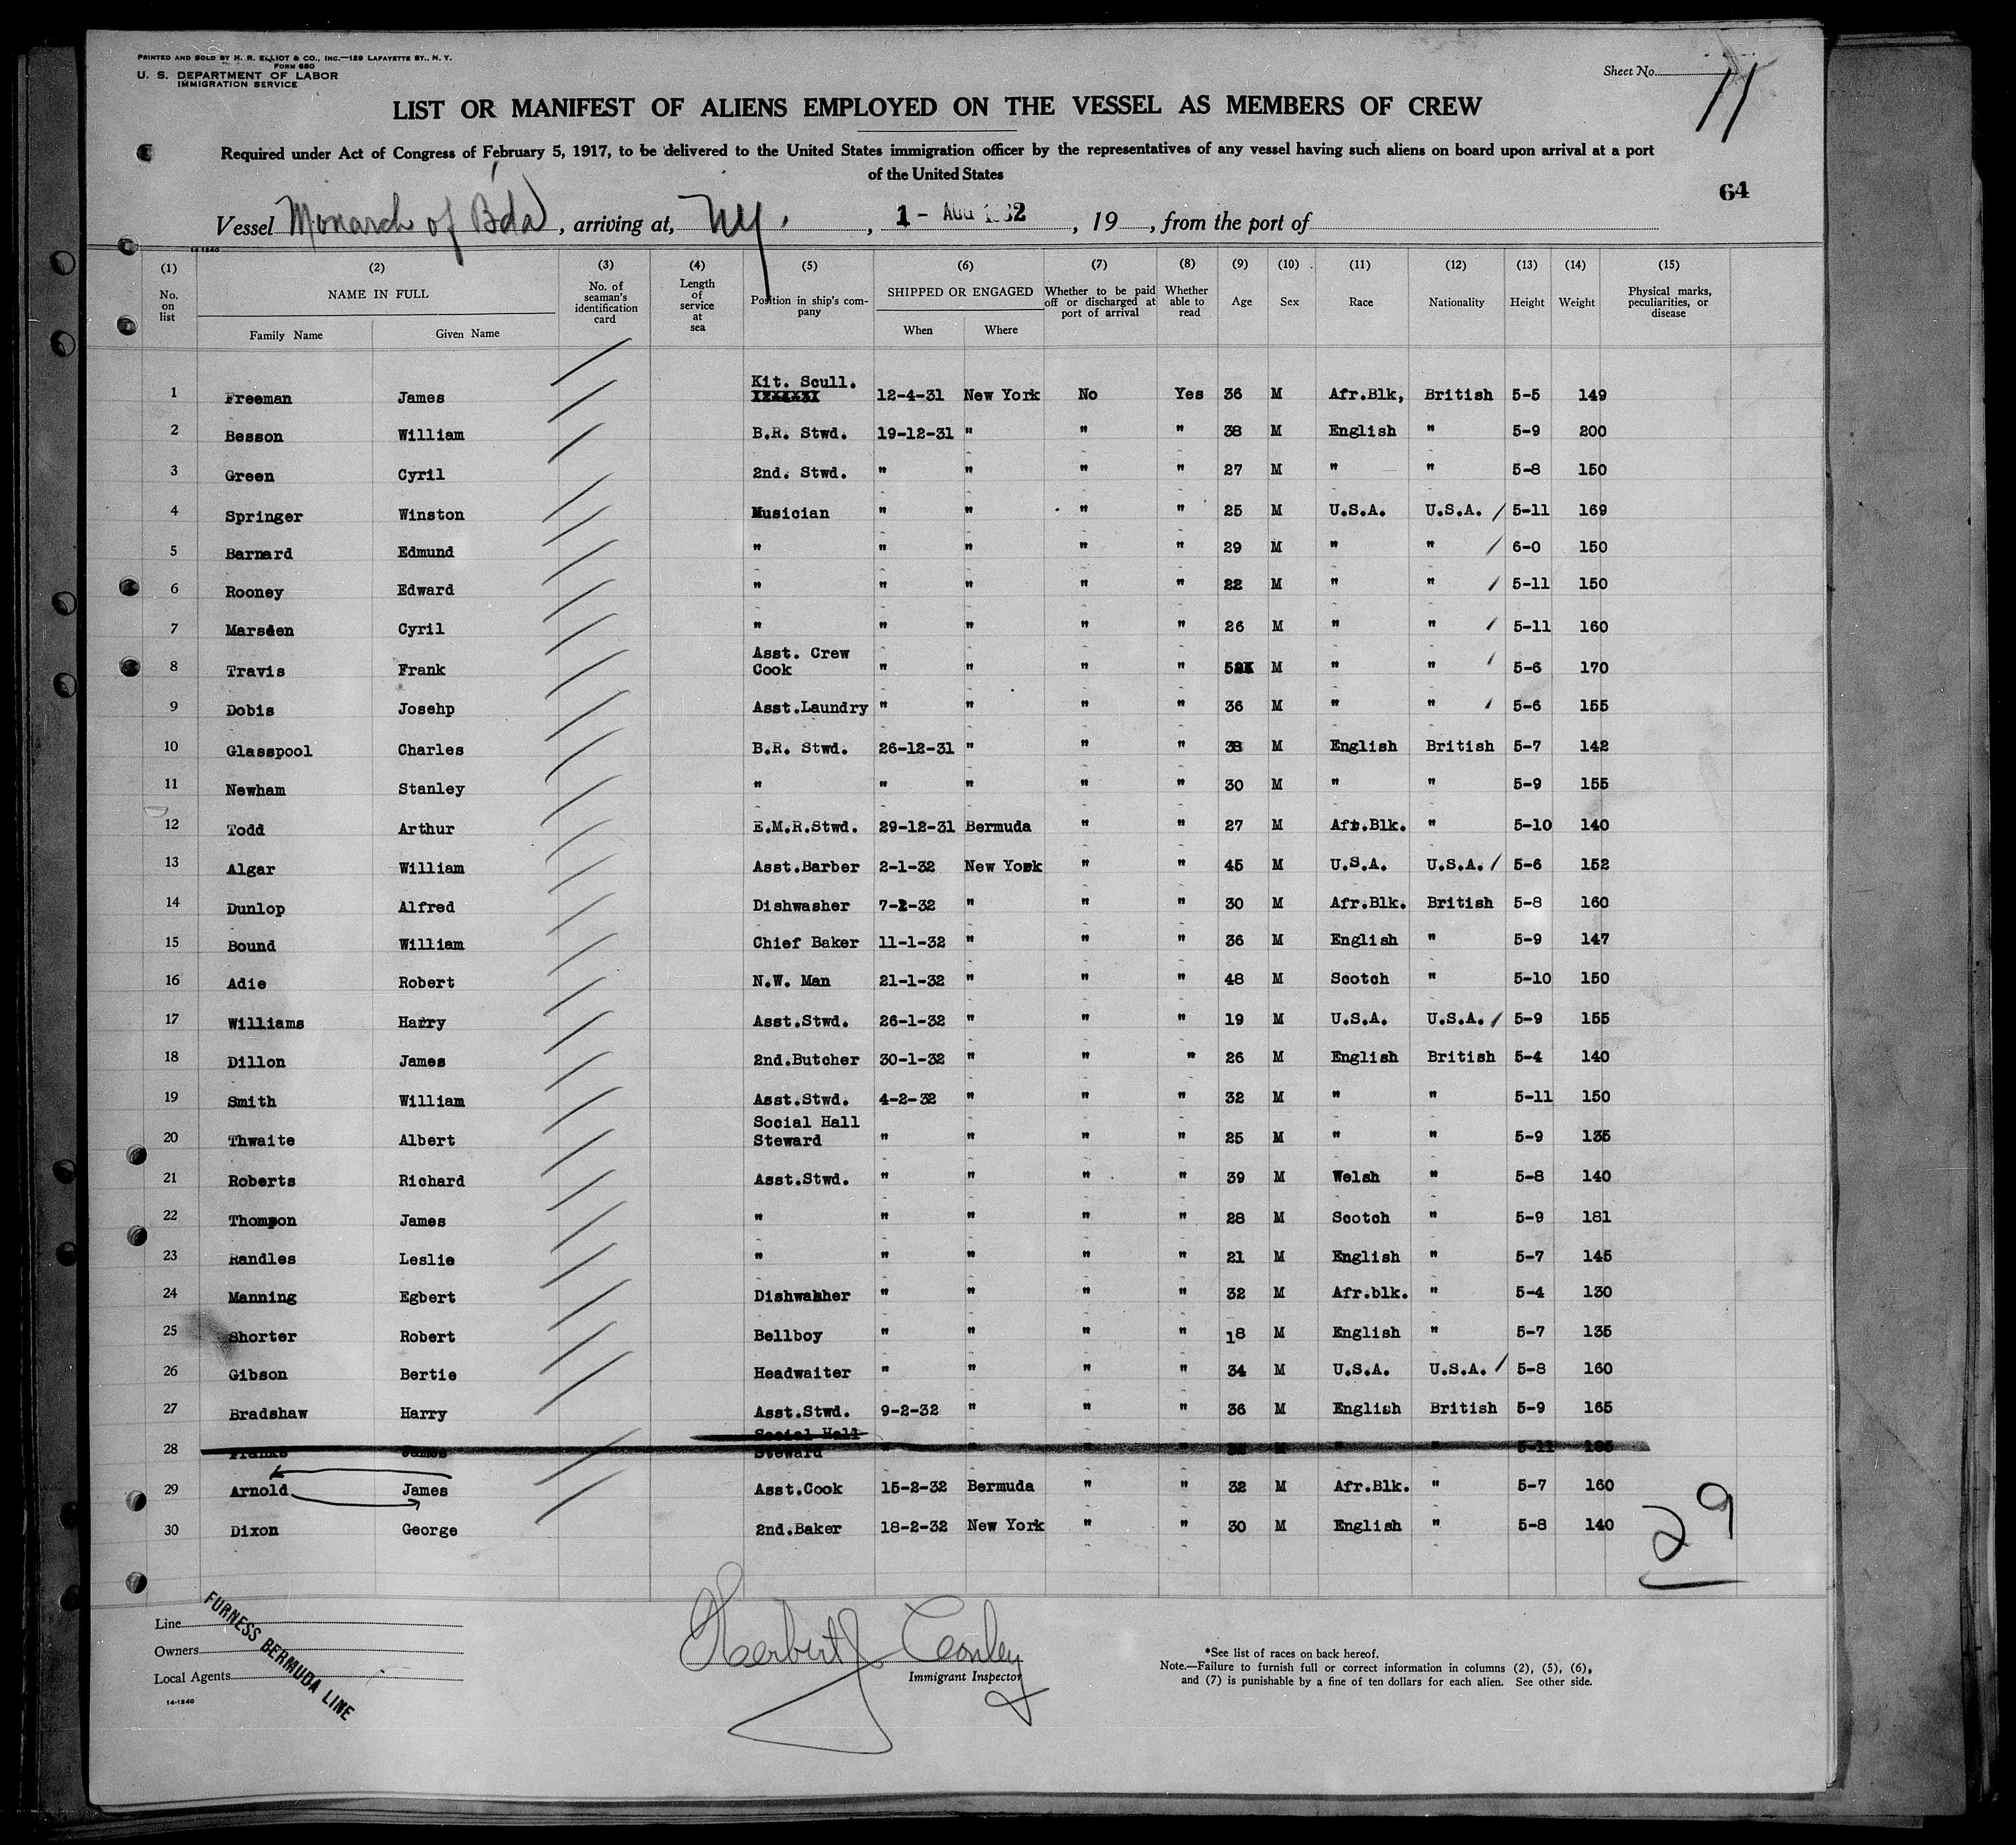 PRINTED AND SOLD BY H. R. ELLIOT & CO., INC.—129 LAFAYETTE ST., N. Y.
FORM 680
U. S. DEPARTMENT OF LABOR
IMMIGRATION SERVICE
Sheet No. 11
LIST OR MANIFEST OF ALIENS EMPLOYED ON THE VESSEL AS MEMBERS OF CREW
Required under Act of Congress of February 5, 1917, to be delivered to the United States immigration officer by the representatives of any vessel having such aliens on board upon arrival at a port
of the United States
64
Vessel Monarch of Bda, arriving at, NY., 1 - AUG 1932, 19, from the port of
14-1240
(1) (2) (3) (4) (5) (6) (7) (8) (9) (10) (11) (12) (13) (14) (15)
No. on list NAME IN FULL No. of seaman's identification card Length of service at sea Position in ship's company SHIPPED OR ENGAGED Whether to be paid off or discharged at port of arrival Whether able to read Age Sex Race Nationality Height Weight Physical marks, peculiarities, or disease
Family Name Given Name When Where
1 Freeman James Kit. Scull. 12-4-31 New York No Yes 36 M Afr.Blk, British 5-5 149
2 Besson William B.R. Stwd. 19-12-31 " " " 38 M English " 5-9 200
3 Green Cyril 2nd. Stwd. " " " " 27 M " " 5-8 150
4 Springer Winston Musician " " " " 25 M U.S.A. U.S.A. / 5-11 169
5 Barnard Edmund " " " " " 29 M " " / 6-0 150
6 Rooney Edward " " " " " 22 M " " / 5-11 150
7 Marsden Cyril " " " " " 26 M " " / 5-11 160
8 Travis Frank Asst. Crew Cook " " " " 52 M " " / 5-6 170
9 Dobis Josehp Asst.Laundry " " " " 36 M " " / 5-6 155
10 Glasspool Charles B.R. Stwd. 26-12-31 " " " 38 M English British 5-7 142
11 Newham Stanley " " " " " 30 M " " 5-9 155
12 Todd Arthur E.M.R.Stwd. 29-12-31 Bermuda " " 27 M Afr.Blk. " 5-10 140
13 Algar William Asst.Barber 2-1-32 New York " " 45 M U.S.A. U.S.A. / 5-6 152
14 Dunlop Alfred Dishwasher 7-2-32 " " " 30 M Afr.Blk. British 5-8 160
15 Bound William Chief Baker 11-1-32 " " " 36 M English " 5-9 147
16 Adie Robert N.W. Man 21-1-32 " " " 48 M Scotch " 5-10 150
17 Williams Harry Asst.Stwd. 26-1-32 " " " 19 M U.S.A. U.S.A. / 5-9 155
18 Dillon James 2nd.Butcher 30-1-32 " " " 26 M English British 5-4 140
19 Smith William Asst.Stwd. 4-2-32 " " " 32 M " " 5-11 150
20 Thwaite Albert Social Hall Steward " " " " 25 M " " 5-9 135
21 Roberts Richard Asst.Stwd. " " " " 39 M Welsh " 5-8 140
22 Thompon James " " " " " 28 M Scotch " 5-9 181
23 Randles Leslie " " " " " 21 M English " 5-7 145
24 Manning Egbert Dishwahher " " " " 32 M Afr.blk. " 5-4 130
25 Shorter Robert Bellboy " " " " 18 M English " 5-7 135
26 Gibson Bertie Headwaiter " " " " 34 M U.S.A. U.S.A. / 5-8 160
27 Bradshaw Harry Asst.Stwd. 9-2-32 " " " 36 M English British 5-9 165
28 Franks James Social Hall Steward " " " " M " " 5-11
29 Arnold James Asst.Cook 15-2-32 Bermuda " " 32 M Afr.Blk. " 5-7 160
30 Dixon George 2nd.Baker 18-2-32 New York " " 30 M English " 5-8 140
29
Line
Owners
Local Agents
FURNESS BERMUDA LINE
14-1240
Herbert J. Conley
Immigrant Inspector
*See list of races on back hereof.
Note.—Failure to furnish full or correct information in columns (2), (5), (6),
and (7) is punishable by a fine of ten dollars for each alien. See other side.